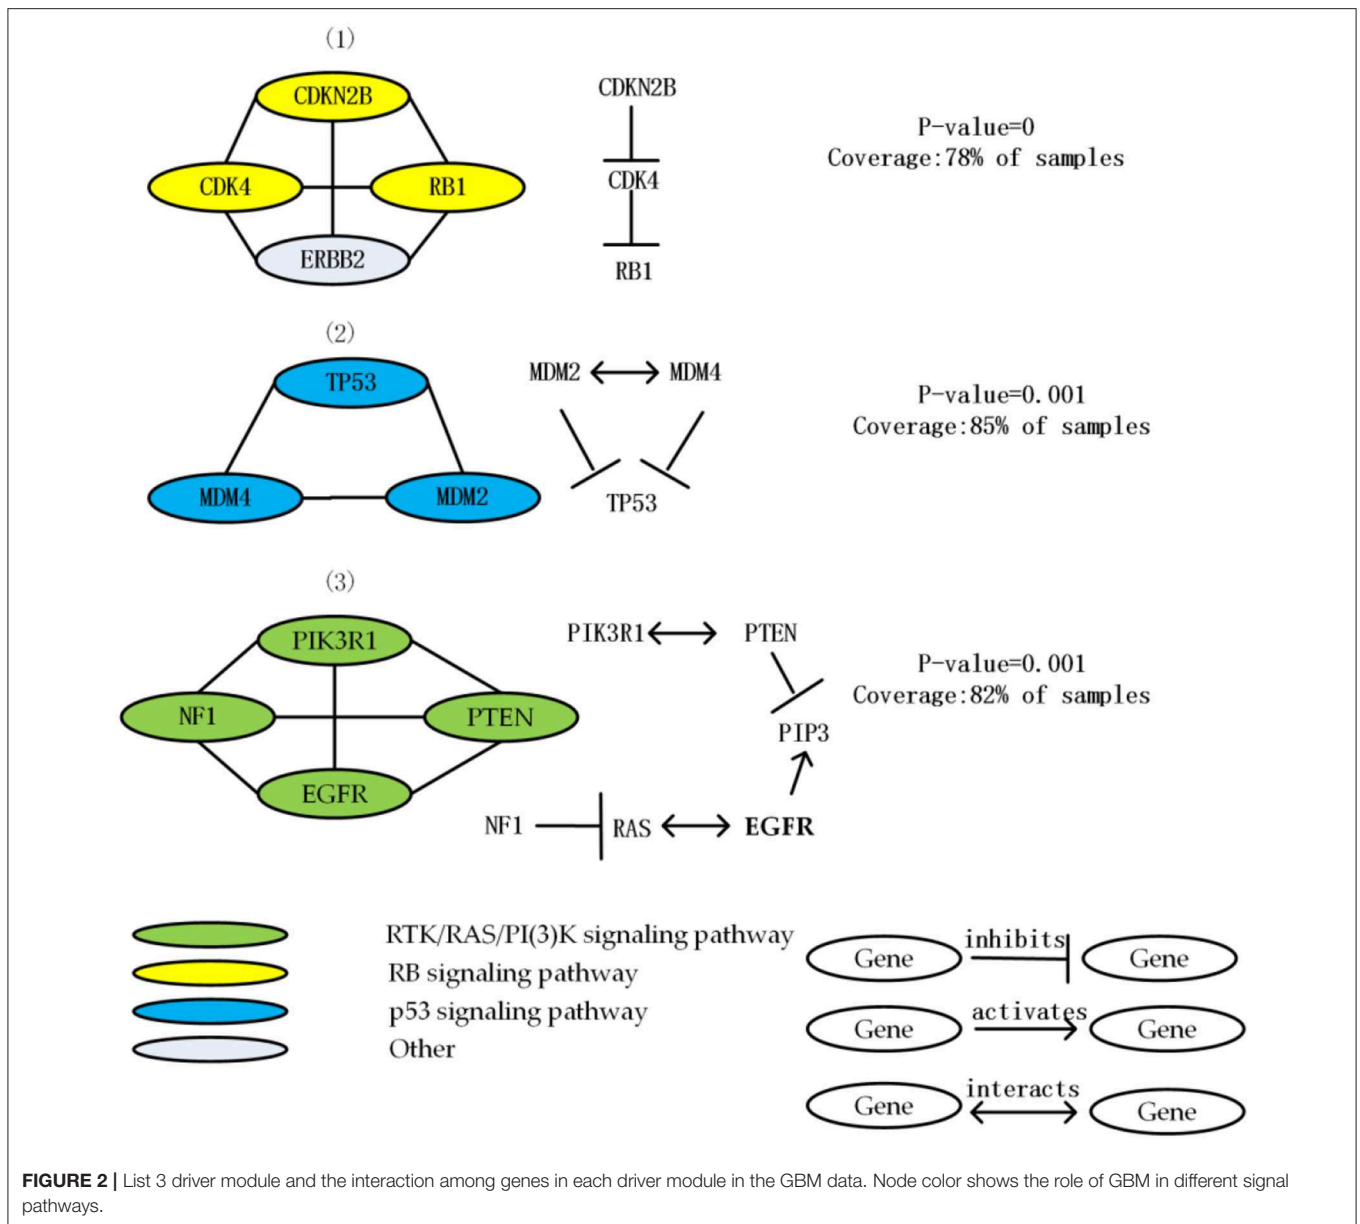 (1)
CDKN2B
CDK4
RB1
ERBB2
CDKN2B
CDK4
RB1
P-value=0
Coverage:78% of samples
(2)
TP53
MDM4
MDM2
MDM2
MDM4
TP53
P-value=0.001
Coverage:85% of samples
(3)
PIK3R1
NF1
PTEN
EGFR
PIK3R1
PTEN
PIP3
NF1
RAS
EGFR
P-value=0.001
Coverage:82% of samples
RTK/RAS/PI(3)K signaling pathway
RB signaling pathway
p53 signaling pathway
Other
Gene inhibits Gene
Gene activates Gene
Gene interacts Gene
FIGURE 2 | List 3 driver module and the interaction among genes in each driver module in the GBM data. Node color shows the role of GBM in different signal
pathways.